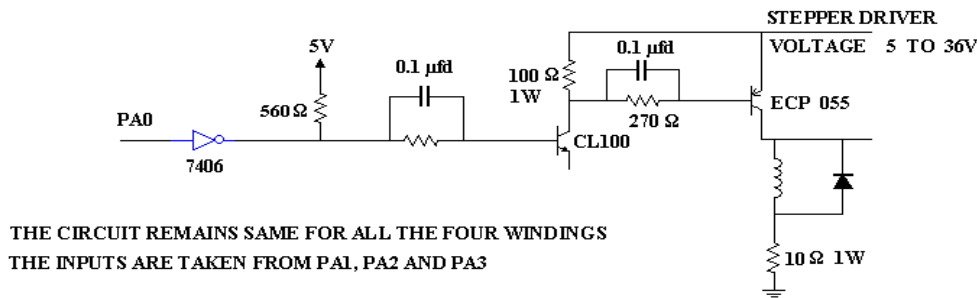 STEPPER DRIVER
VOLTAGE 5 TO 36V
5V
0.1 µfd
0.1 µfd
100 Ω
1W
560 Ω
270 Ω
ECP 055
PA0
7406
CL100
10 Ω 1W
THE CIRCUIT REMAINS SAME FOR ALL THE FOUR WINDINGS
THE INPUTS ARE TAKEN FROM PA1, PA2 AND PA3